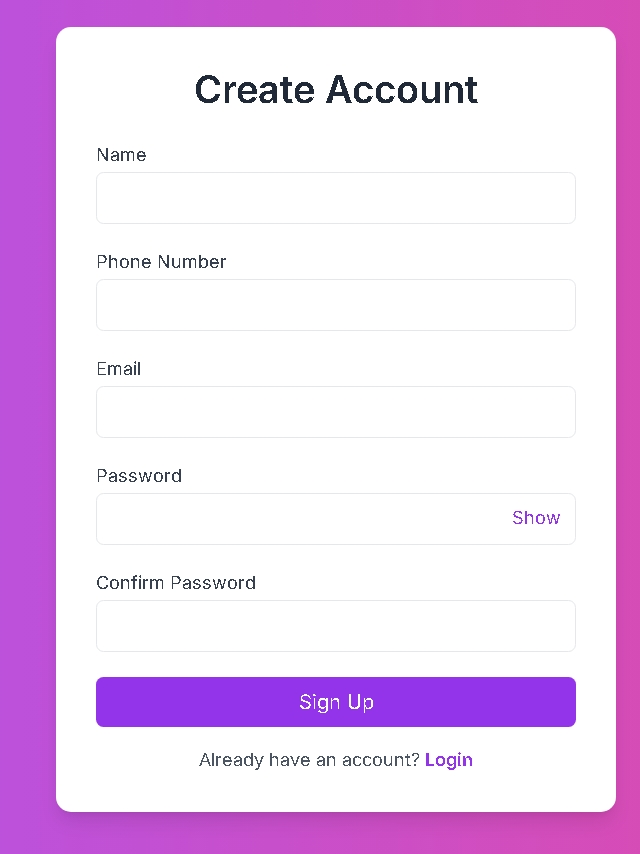 Create Account
Name
Phone Number
Email
Password
Show
Confirm Password
Sign Up
Already have an account? Login